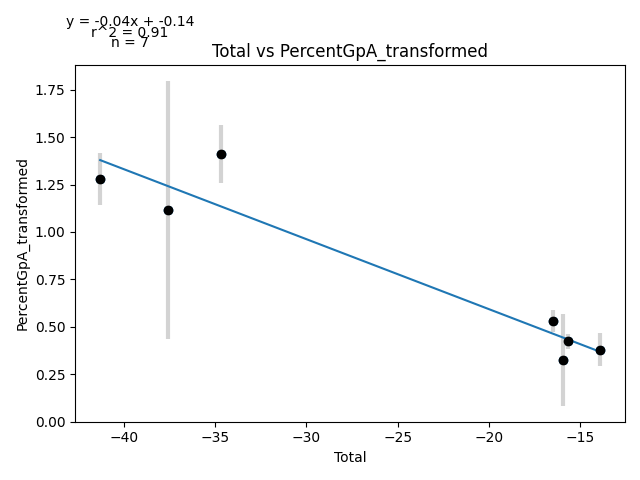 y = -0.04x + -0.14
r^2 = 0.91
n = 7
Total vs PercentGpA_transformed
PercentGpA_transformed
1.75
1.50
1.25
1.00
0.75
0.50
0.25
0.00
−40
−35
−30
−25
−20
−15
Total